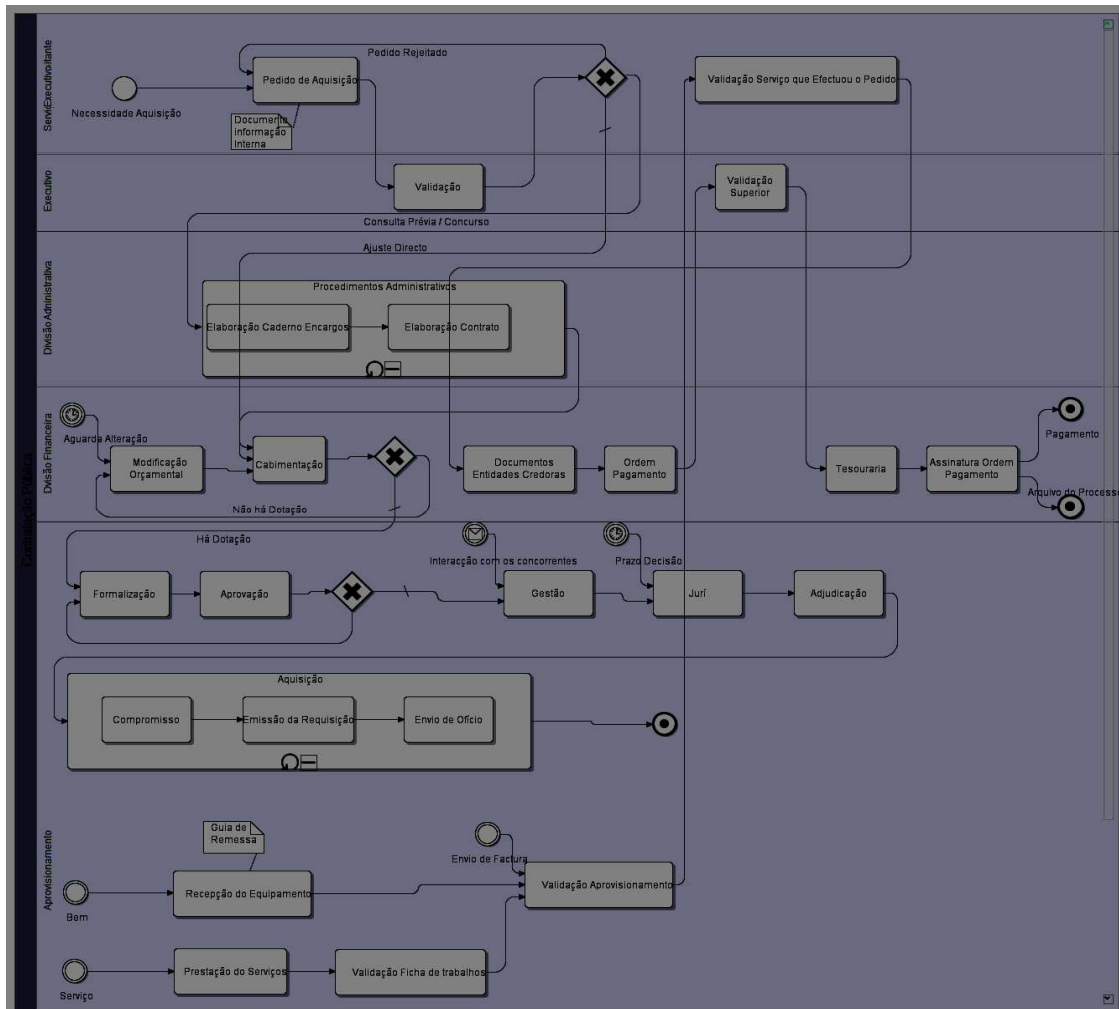 Contratação Pública
Pedido Rejeitado
Pedido de Aquisição
Validação Serviço que Efectuou o Pedido
Necessidade Aquisição
Documento
informação
Interna
Executivo
Validação
Validação
Superior
Consulta Prévia / Concurso
Divisão Administrativa
Ajuste Directo
Procedimentos Administrativos
Elaboração Caderno Encargos
Elaboração Contrato
Divisão Financeira
Aguarda Alteração
Modificação
Orçamental
Cabimentação
Não há Dotação
Documentos
Entidades Credoras
Ordem
Pagamento
Tesouraria
Assinatura Ordem
Pagamento
Pagamento
Arquivo do Processo
Há Dotação
Interacção com os concorrentes
Prazo Decisão
Formalização
Aprovação
Gestão
Jurí
Adjudicação
Aquisição
Compromisso
Emissão da Requisição
Envio de Ofício
Aprovisionamento
Guia de
Remessa
Envio de Factura
Bem
Recepção do Equipamento
Validação Aprovisionamento
Serviço
Prestação do Serviços
Validação Ficha de trabalhos